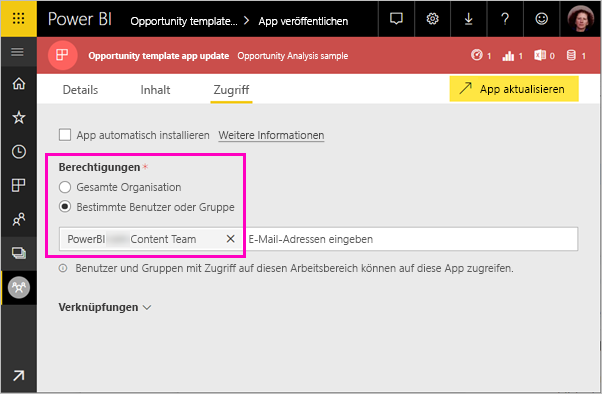 Power BI Opportunity template... > App veröffentlichen
Opportunity template app update Opportunity Analysis sample 1 1 0 1
Details Inhalt Zugriff App aktualisieren
App automatisch installieren Weitere Informationen
Berechtigungen *
Gesamte Organisation
Bestimmte Benutzer oder Gruppe
PowerBI Content Team × E-Mail-Adressen eingeben
Benutzer und Gruppen mit Zugriff auf diesen Arbeitsbereich können auf diese App zugreifen.
Verknüpfungen